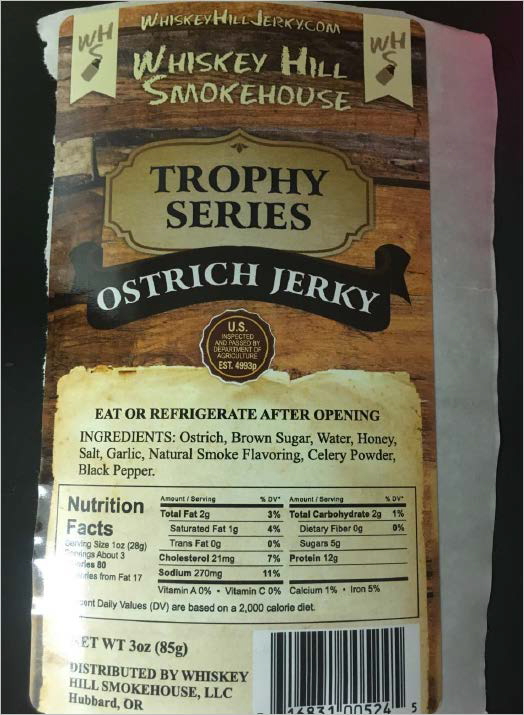 WHISKEYHILLJERKY.COM
WH
S
WH
S
WHISKEY HILL
SMOKEHOUSE
TROPHY
SERIES
OSTRICH JERKY
U.S.
INSPECTED
AND PASSED BY
DEPARTMENT OF
AGRICULTURE
EST. 4993p
EAT OR REFRIGERATE AFTER OPENING
INGREDIENTS: Ostrich, Brown Sugar, Water, Honey,
Salt, Garlic, Natural Smoke Flavoring, Celery Powder,
Black Pepper.
Nutrition
Facts
Serving Size 1oz (28g)
Servings About 3
ories 80
ories from Fat 17
Amount / Serving % DV*
Total Fat 2g 3%
Saturated Fat 1g 4%
Trans Fat 0g 0%
Cholesterol 21mg 7%
Sodium 270mg 11%
Amount / Serving % DV*
Total Carbohydrate 2g 1%
Dietary Fiber 0g 0%
Sugars 5g
Protein 12g
Vitamin A 0% • Vitamin C 0% Calcium 1% • Iron 5%
cent Daily Values (DV) are based on a 2,000 calorie diet.
ET WT 3oz (85g)
DISTRIBUTED BY WHISKEY
HILL SMOKEHOUSE, LLC
Hubbard, OR
16831 00524 5